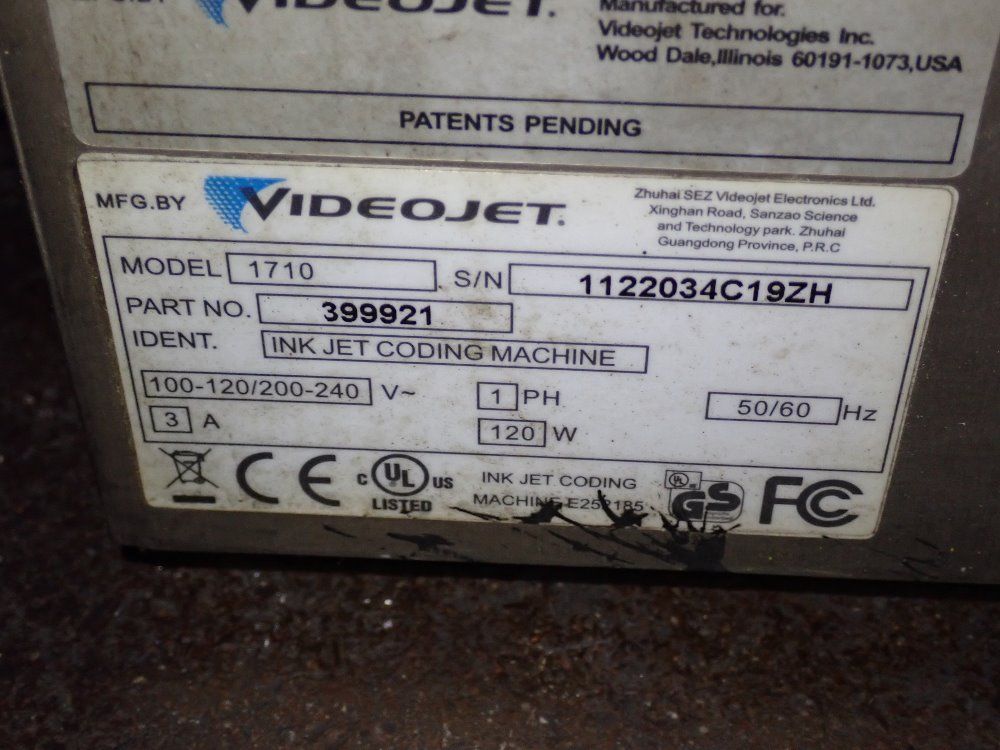 VIDEOJET.
Manufactured for:
Videojet Technologies Inc.
Wood Dale,Illinois 60191-1073,USA
PATENTS PENDING
MFG.BY VIDEOJET.
Zhuhai SEZ Videojet Electronics Ltd.
Xinghan Road, Sanzao Science
and Technology park. Zhuhai
Guangdong Province, P.R.C
MODEL 1710 S/N 1122034C19ZH
PART NO. 399921
IDENT. INK JET CODING MACHINE
100-120/200-240 V~ 1 PH 50/60 Hz
3 A 120 W
CE c UL US LISTED
INK JET CODING
MACHINE
UL GS FC